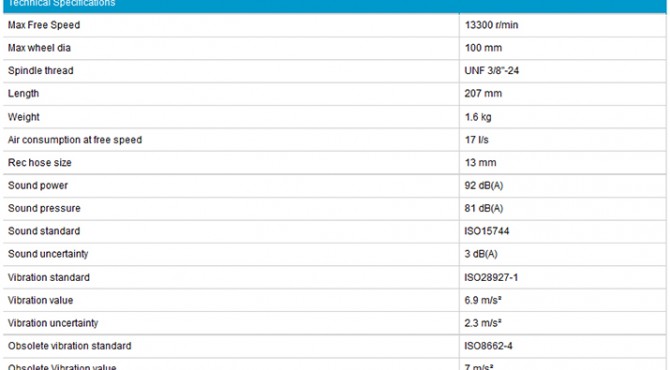 Technical Specifications
Max Free Speed 13300 r/min
Max wheel dia 100 mm
Spindle thread UNF 3/8"-24
Length 207 mm
Weight 1.6 kg
Air consumption at free speed 17 l/s
Rec hose size 13 mm
Sound power 92 dB(A)
Sound pressure 81 dB(A)
Sound standard ISO15744
Sound uncertainty 3 dB(A)
Vibration standard ISO28927-1
Vibration value 6.9 m/s²
Vibration uncertainty 2.3 m/s²
Obsolete vibration standard ISO8662-4
Obsolete Vibration value 7 m/s²